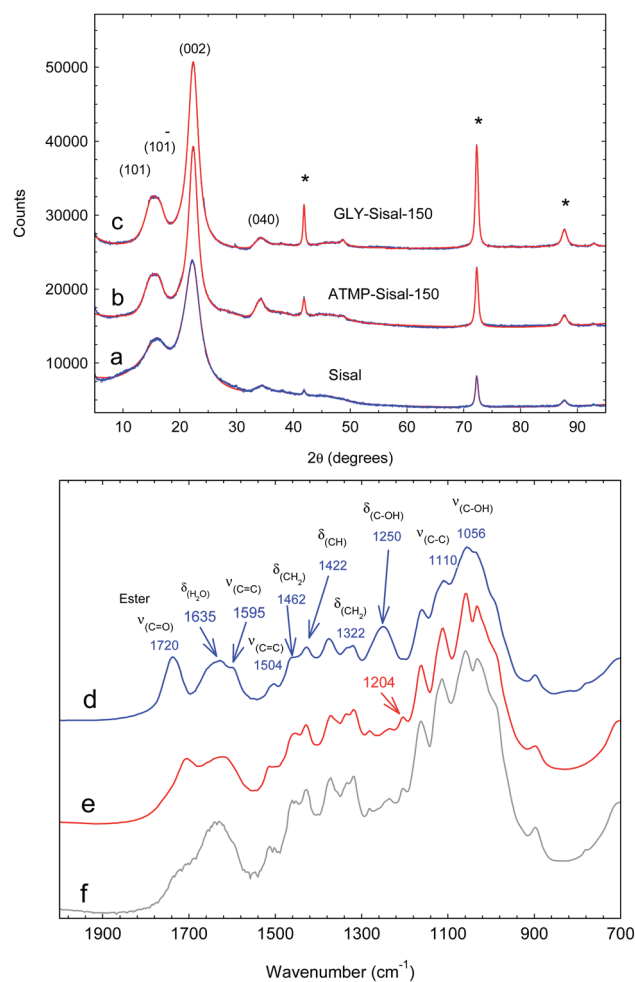 50000
40000
30000
20000
10000
Counts
(002)
(101̄)
(101)
(040)
*
*
*
c
GLY-Sisal-150
b
ATMP-Sisal-150
a
Sisal
10 20 30 40 50 60 70 80 90
2θ (degrees)
ν(C-OH)
1056
δ(C-OH)
1250
ν(C-C)
1110
δ(CH)
1422
δ(CH2)
1462
ν(C=C)
1595
δ(H2O)
1635
Ester
ν(C=O)
1720
δ(CH2)
1322
ν(C=C)
1504
1204
d
e
f
1900 1700 1500 1300 1100 900 700
Wavenumber (cm-1)